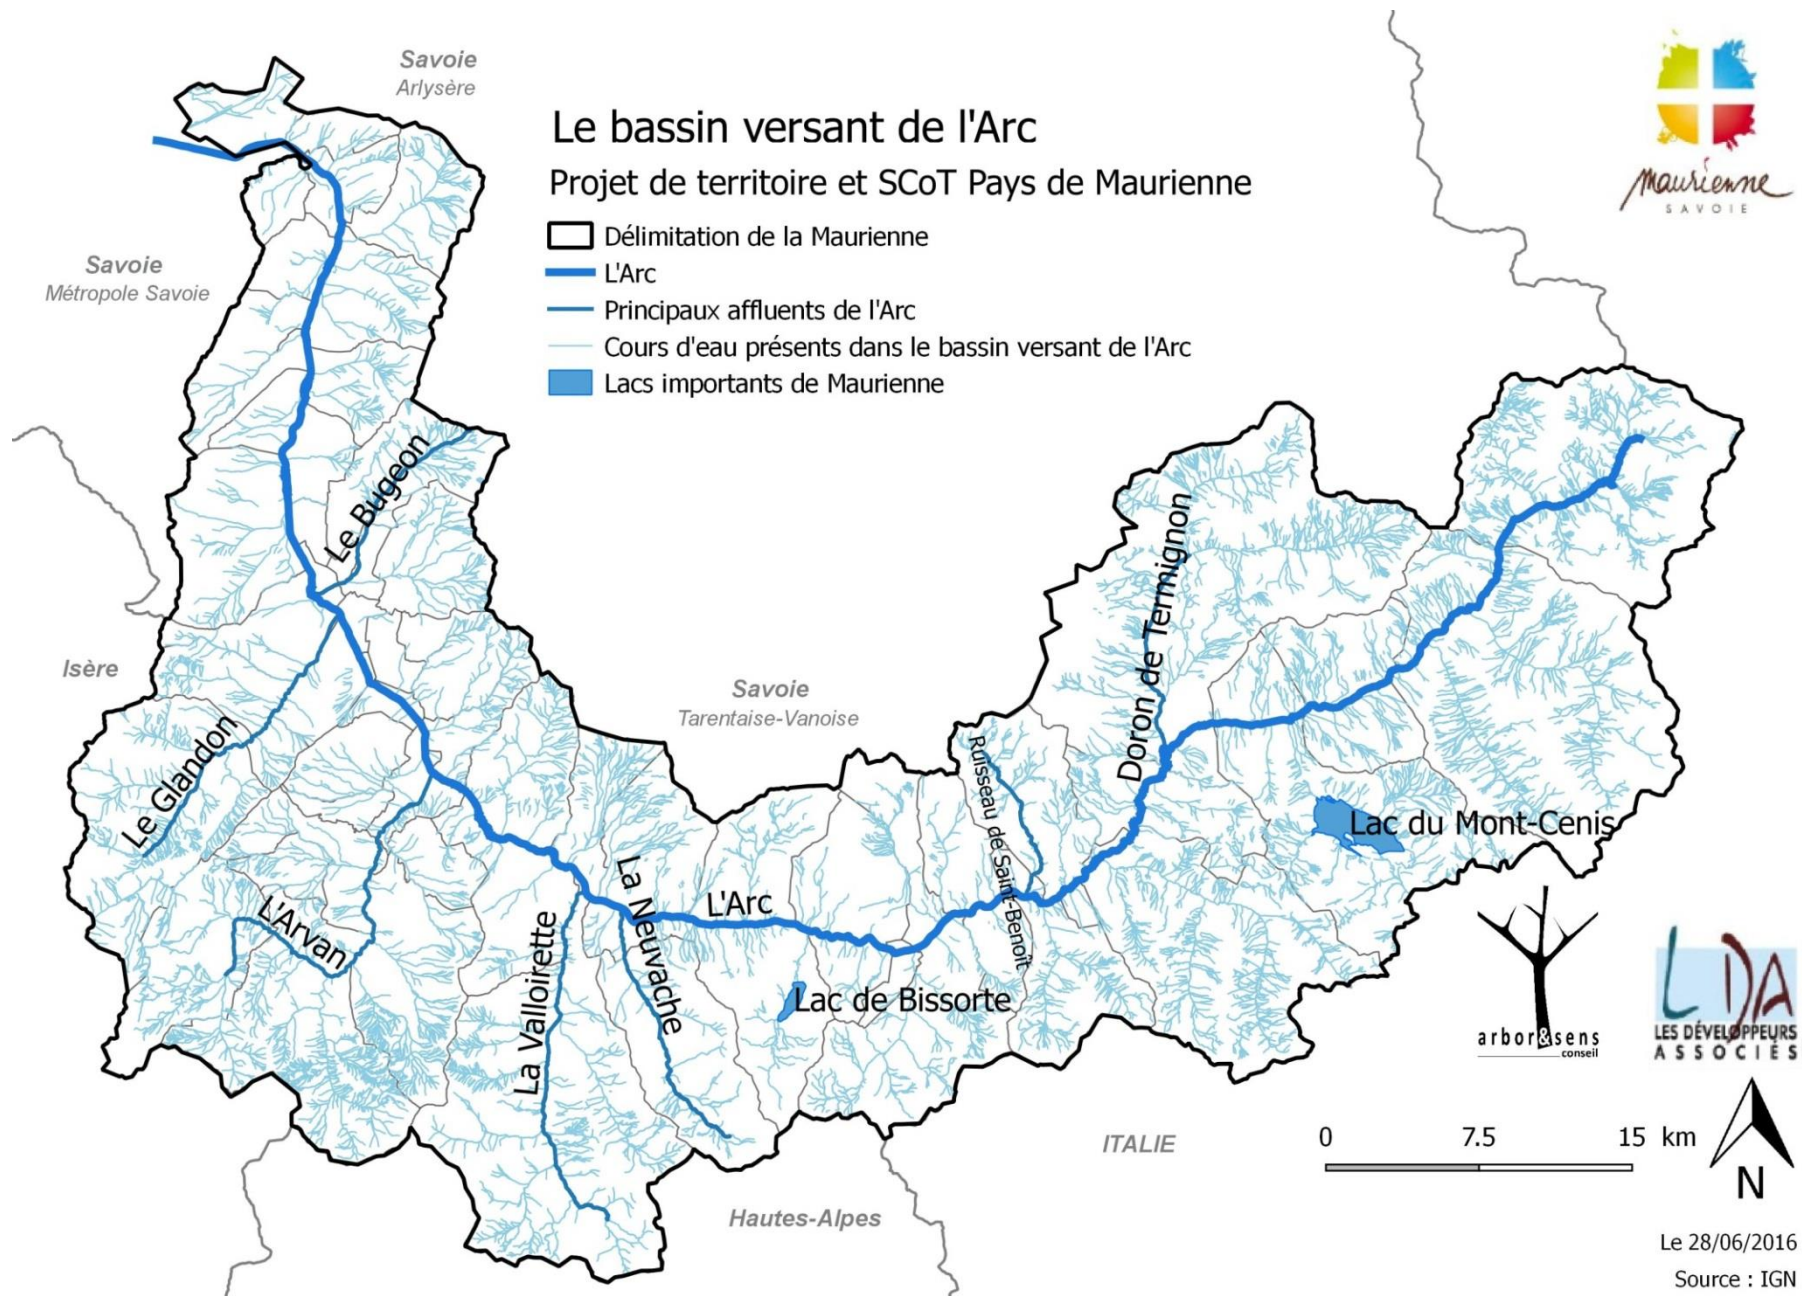 Savoie
Arlysère
Le bassin versant de l'Arc
Projet de territoire et SCoT Pays de Maurienne
Délimitation de la Maurienne
L'Arc
Principaux affluents de l'Arc
Cours d'eau présents dans le bassin versant de l'Arc
Lacs importants de Maurienne
Maurienne
SAVOIE
Savoie
Métropole Savoie
Le Bugeon
Isère
Savoie
Tarentaise-Vanoise
Doron de Termignon
Le Glandon
Ruisseau de Saint-Benoît
Lac du Mont-Cenis
L'Arvan
La Valloirette
La Neuvache
L'Arc
Lac de Bissorte
arbor&sens
conseil
LDA
LES DÉVELOPPEURS
ASSOCIÉS
ITALIE
Hautes-Alpes
0 7.5 15 km
N
Le 28/06/2016
Source : IGN